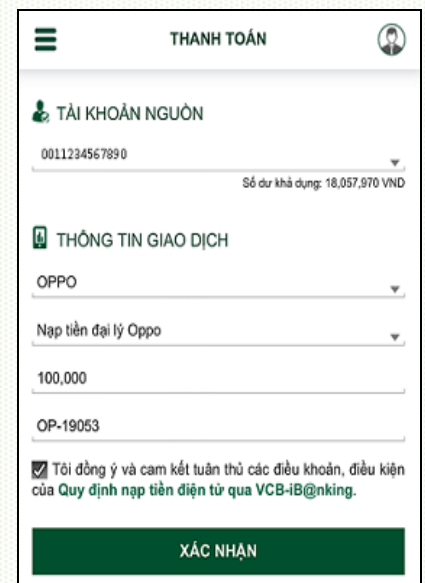 THANH TOÁN
TÀI KHOẢN NGUỒN
0011234567890
Số dư khả dụng: 18,057,970 VND
THÔNG TIN GIAO DỊCH
OPPO
Nạp tiền đại lý Oppo
100,000
OP-19053
Tôi đồng ý và cam kết tuân thủ các điều khoản, điều kiện
của Quy định nạp tiền điện tử qua VCB-iB@nking.
XÁC NHẬN